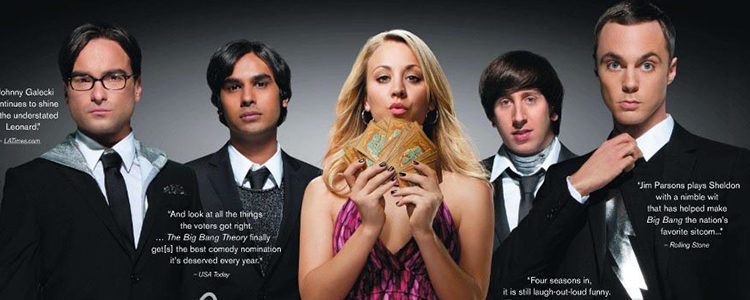 Johnny Galecki
ntinues to shine
the understated
Leonard."
– LATimes.com
"And look at all the things
the voters got right.
... The Big Bang Theory finally
get[s] the best comedy nomination
it's deserved every year."
– USA Today
"Jim Parsons plays Sheldon
with a nimble wit
that has helped make
Big Bang the nation's
favorite sitcom..."
– Rolling Stone
"Four seasons in,
it is still laugh-out-loud funny.